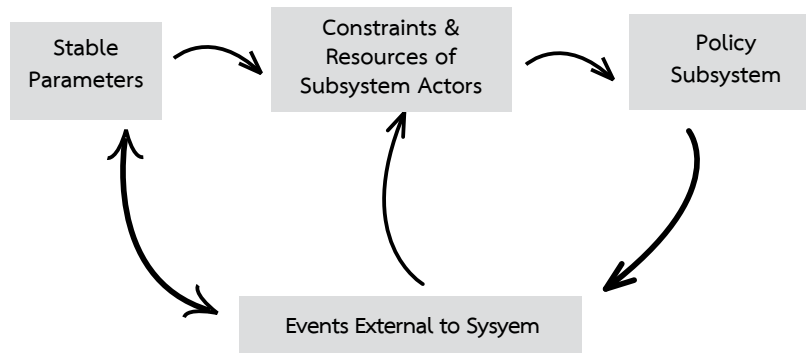 Stable
Parameters
Constraints &
Resources of
Subsystem Actors
Policy
Subsystem
Events External to Sysyem